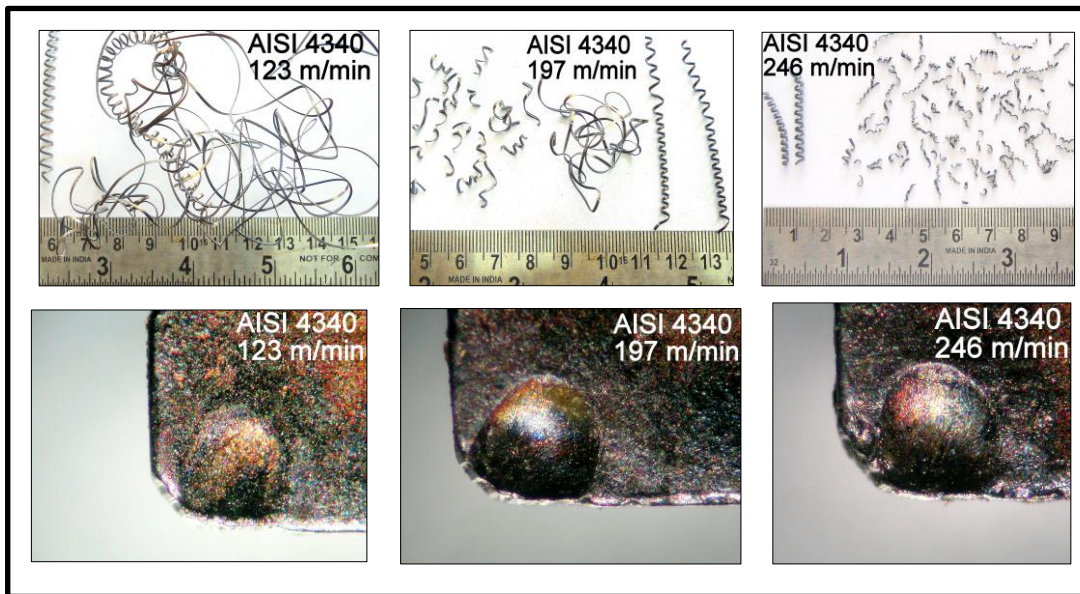 AISI 4340
123 m/min
6 7 8 9 10 11 12 13 14 15
MADE IN INDIA
NOT FOR COM
3 4 5 6
AISI 4340
197 m/min
5 6 7 8 9 10 11 12 13
MADE IN INDIA
AISI 4340
246 m/min
1 2 3 4 5 6 7 8 9
MADE IN INDIA
32
1 2 3
AISI 4340
123 m/min
AISI 4340
197 m/min
AISI 4340
246 m/min